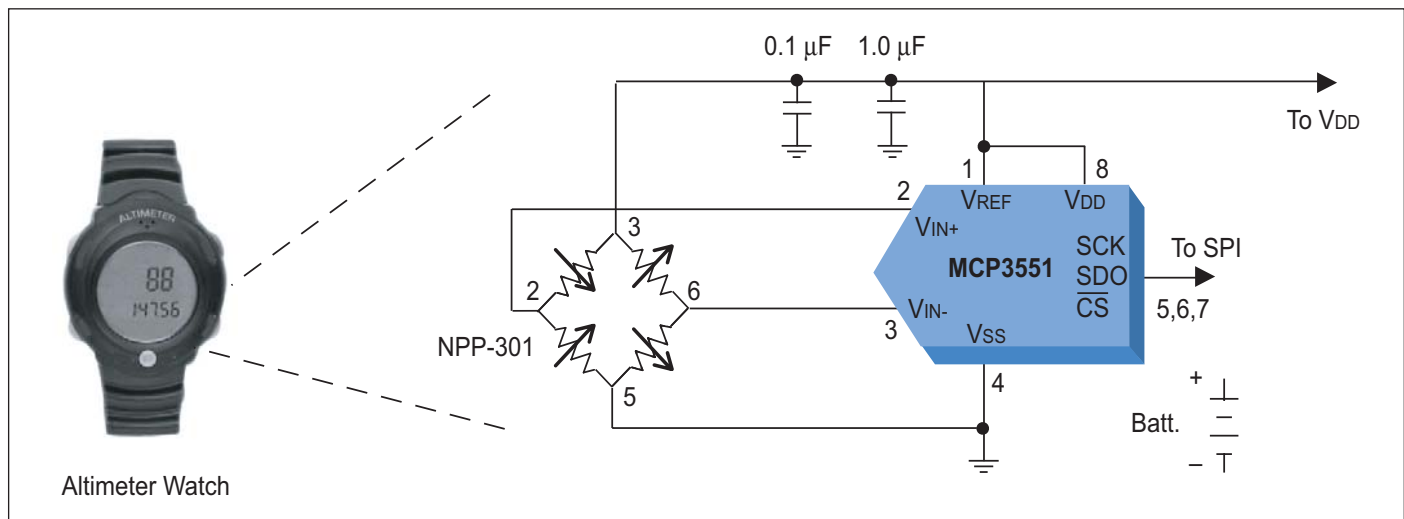 0.1 µF 1.0 µF
To VDD
1 8
2 VREF VDD
VIN+
ALTIMETER
3
SCK To SPI
MCP3551 SDO
88
2 6 CS
14756
VIN-
3 5,6,7
NPP-301 VSS
4 +
5
Batt.
–
Altimeter Watch